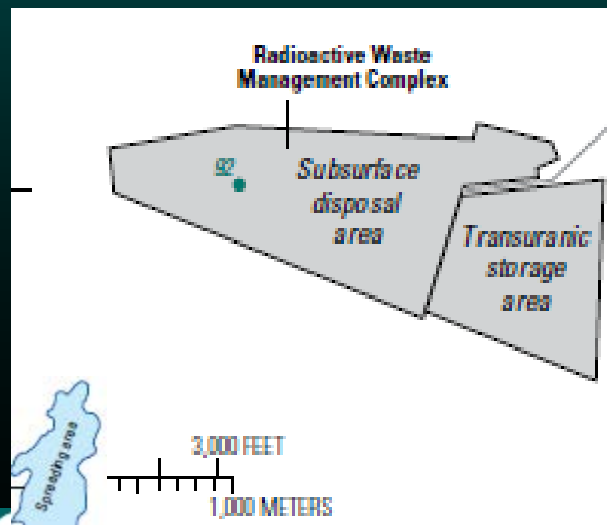 Radioactive Waste
Management Complex
92
Subsurface
disposal
area
Transuranic
storage
area
Spreading area
3,000 FEET
1,000 METERS